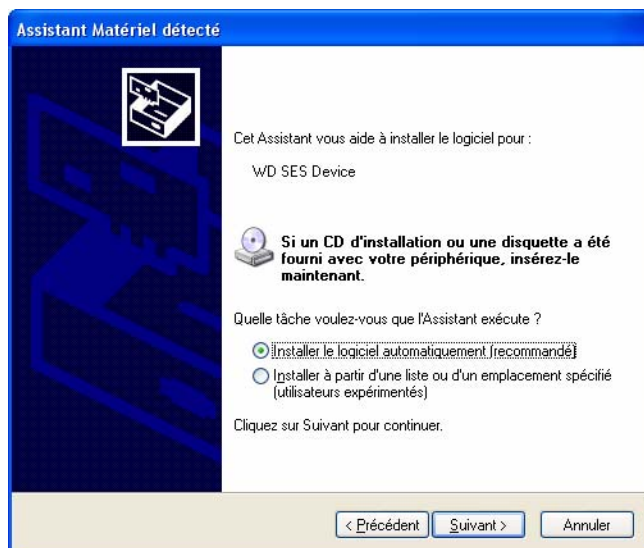 Assistant Matériel détecté
Cet Assistant vous aide à installer le logiciel pour :
WD SES Device
Si un CD d'installation ou une disquette a été
fourni avec votre périphérique, insérez-le
maintenant.
Quelle tâche voulez-vous que l'Assistant exécute ?
Installer le logiciel automatiquement (recommandé)
Installer à partir d'une liste ou d'un emplacement spécifié
(utilisateurs expérimentés)
Cliquez sur Suivant pour continuer.
< Précédent Suivant > Annuler